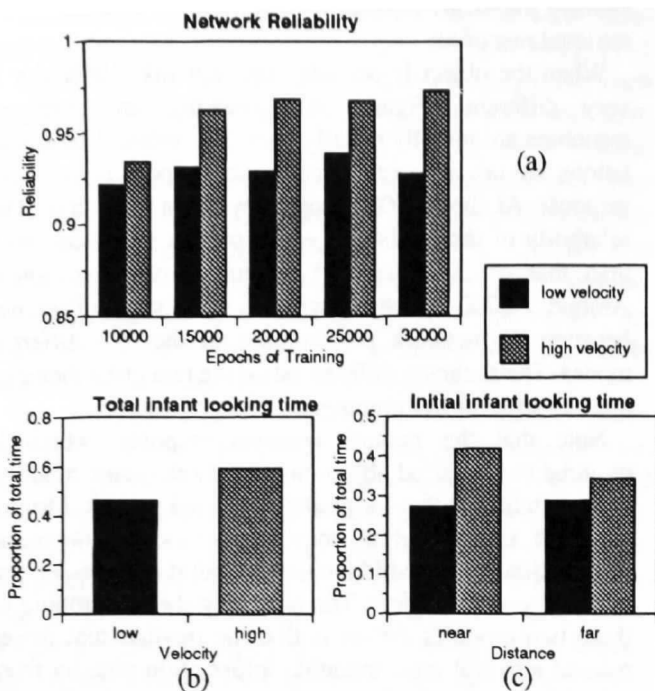 Network Reliability
1
0.95
0.9
0.85
Reliability
10000 15000 20000 25000 30000
Epochs of Training
(a)
low velocity
high velocity
Total infant looking time
0.8
0.6
0.4
0.2
0
Proportion of total time
low high
Velocity
(b)
Initial infant looking time
0.5
0.4
0.3
0.2
0.1
0
Proportion of total time
near far
Distance
(c)